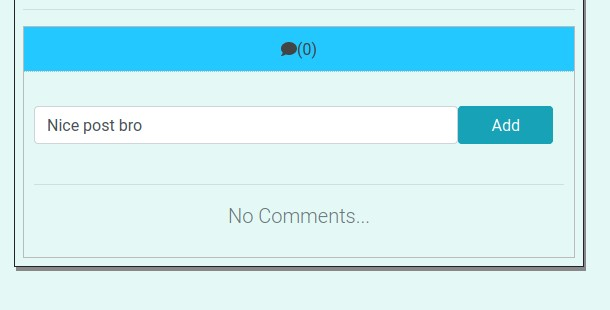 (0)
Nice post bro
Add
No Comments...